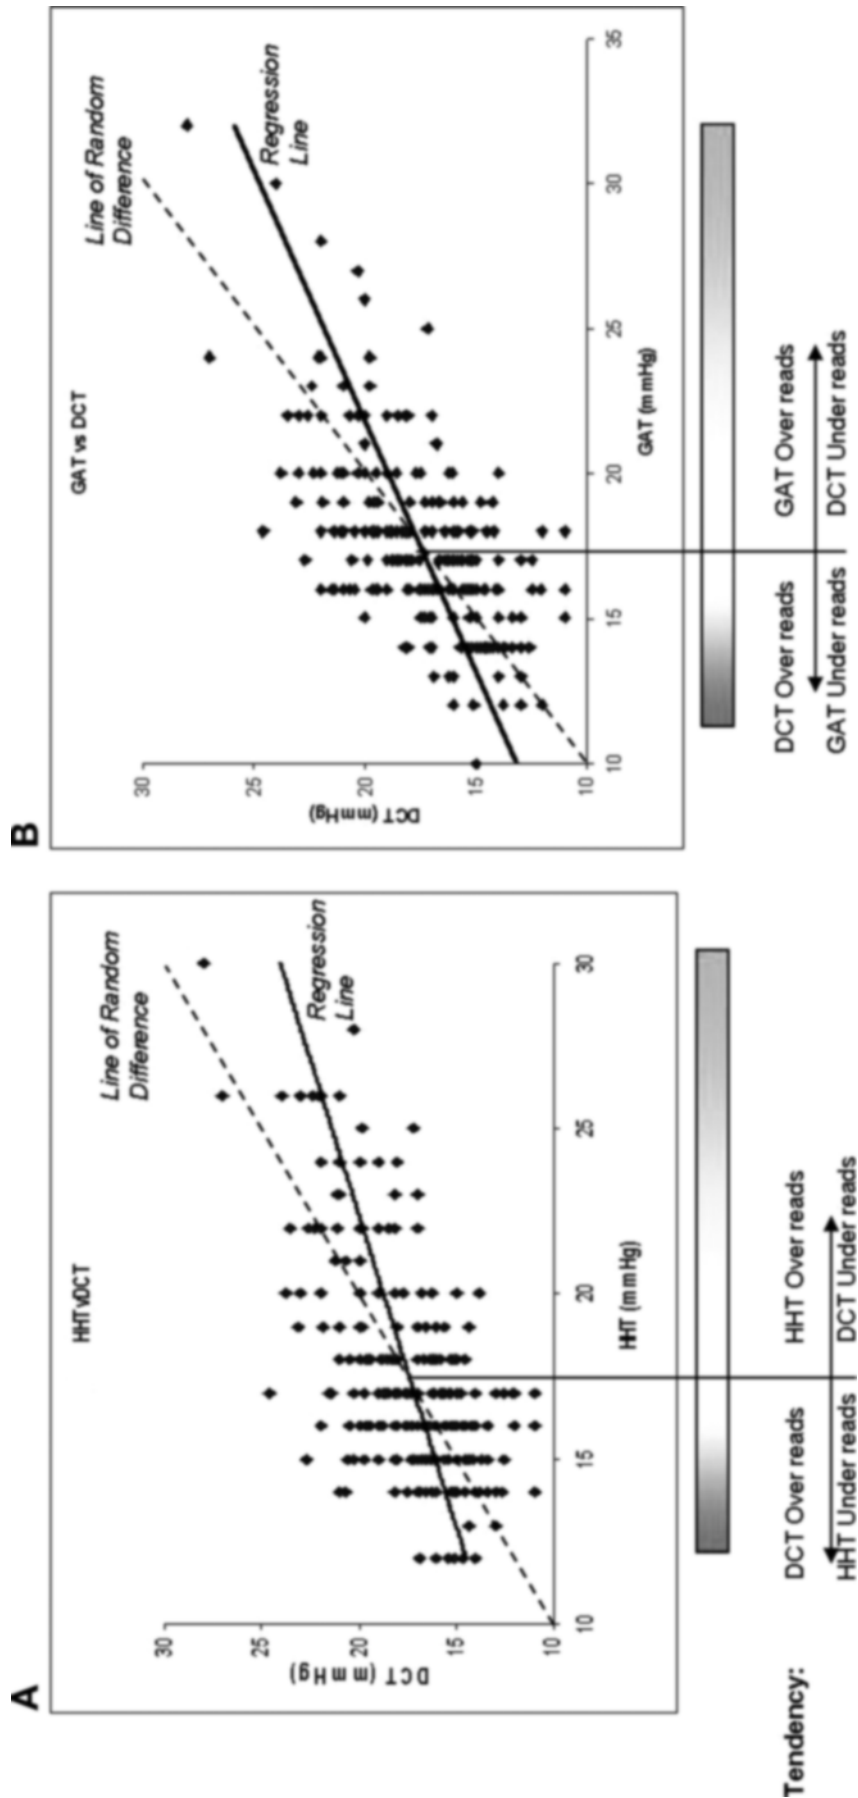 A
HHTvDCT
Line of Random
Difference
Regression
Line
30
25
20
15
10
DCT (mmHg)
10
15
20
25
30
HHT (mmHg)
B
GAT vs DCT
Line of Random
Difference
Regression
Line
30
25
20
15
10
DCT (mmHg)
10
15
20
25
30
35
GAT (mmHg)
Tendency:
DCT Over reads
HHT Over reads
HHT Under reads
DCT Under reads
DCT Over reads
GAT Over reads
GAT Under reads
DCT Under reads